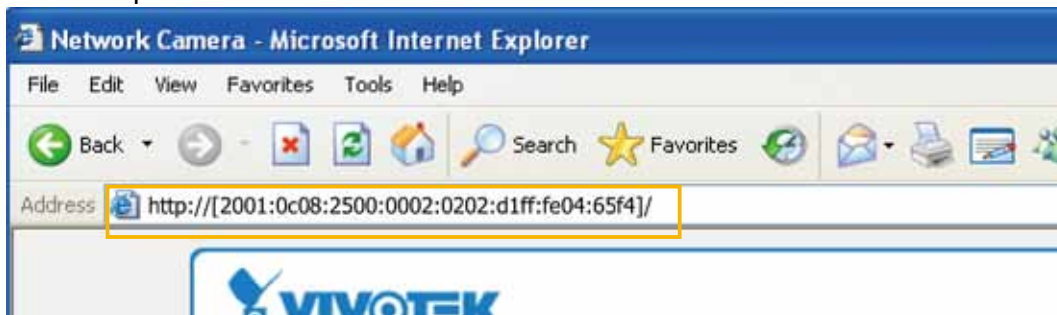 Network Camera - Microsoft Internet Explorer
File Edit View Favorites Tools Help
Back Search Favorites
Address http://[2001:0c08:2500:0002:0202:d1ff:fe04:65f4]/
VIVOTEK